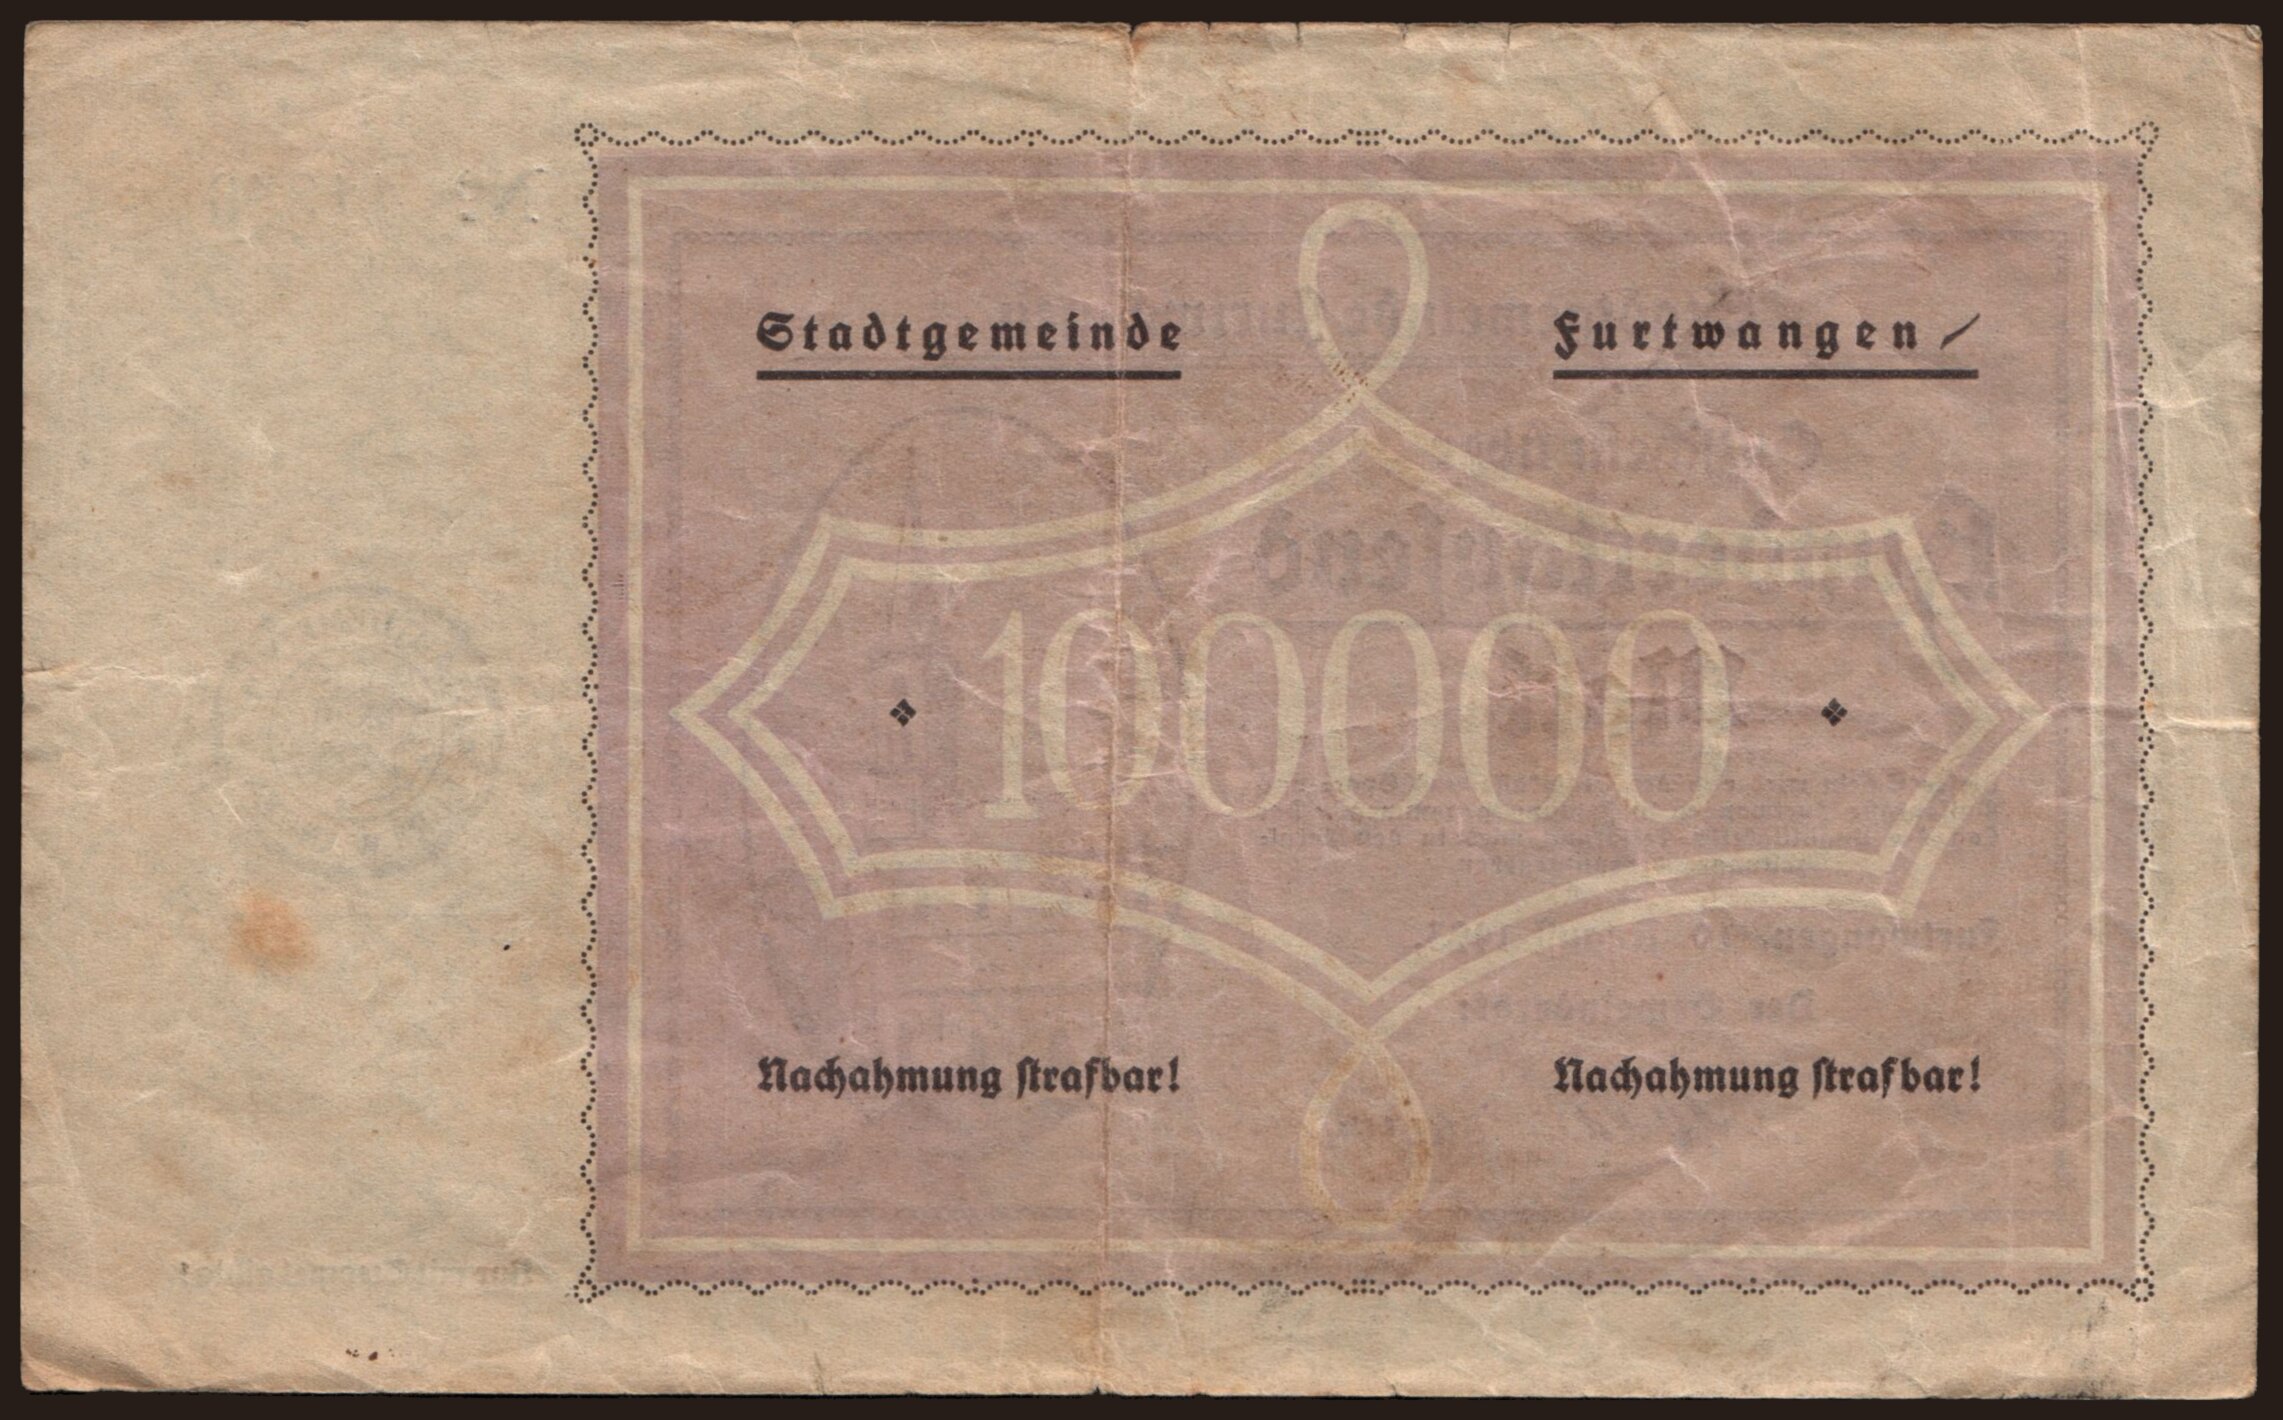 Stadtgemeinde Furtwangen
100000
Nachahmung strafbar! Nachahmung strafbar!